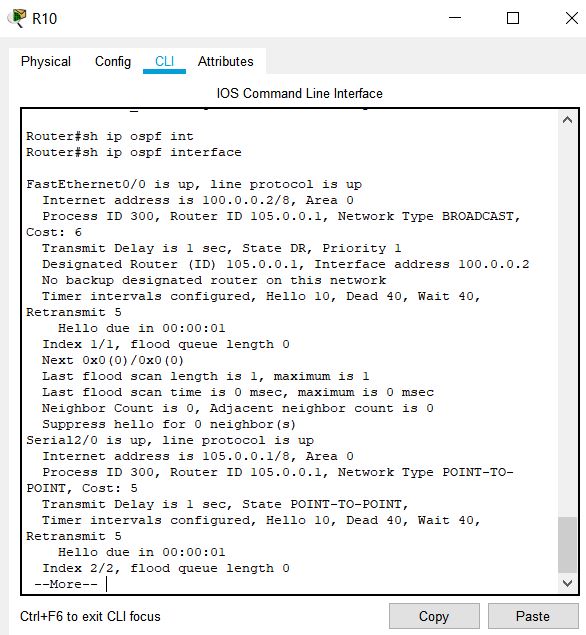 R10
Physical Config CLI Attributes
IOS Command Line Interface
Router#sh ip ospf int
Router#sh ip ospf interface
FastEthernet0/0 is up, line protocol is up
Internet address is 100.0.0.2/8, Area 0
Process ID 300, Router ID 105.0.0.1, Network Type BROADCAST,
Cost: 6
Transmit Delay is 1 sec, State DR, Priority 1
Designated Router (ID) 105.0.0.1, Interface address 100.0.0.2
No backup designated router on this network
Timer intervals configured, Hello 10, Dead 40, Wait 40,
Retransmit 5
Hello due in 00:00:01
Index 1/1, flood queue length 0
Next 0x0(0)/0x0(0)
Last flood scan length is 1, maximum is 1
Last flood scan time is 0 msec, maximum is 0 msec
Neighbor Count is 0, Adjacent neighbor count is 0
Suppress hello for 0 neighbor(s)
Serial2/0 is up, line protocol is up
Internet address is 105.0.0.1/8, Area 0
Process ID 300, Router ID 105.0.0.1, Network Type POINT-TO-
POINT, Cost: 5
Transmit Delay is 1 sec, State POINT-TO-POINT,
Timer intervals configured, Hello 10, Dead 40, Wait 40,
Retransmit 5
Hello due in 00:00:01
Index 2/2, flood queue length 0
--More--
Ctrl+F6 to exit CLI focus
Copy Paste